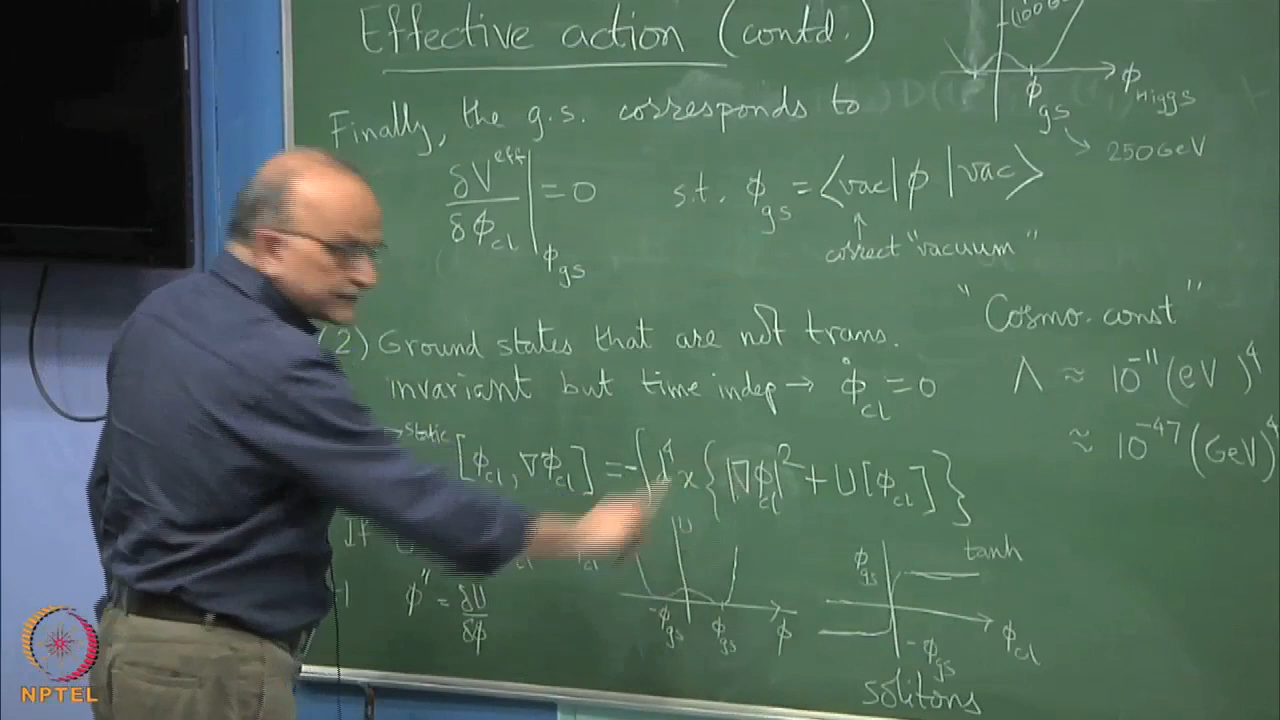 Effective action (contd.)
Finally, the g.s. corresponds to
δV^eff/δϕ_cl |_ϕ_gs = 0 s.t. ϕ_gs = ⟨vac|ϕ|vac⟩
correct "vacuum"
ϕ_Higgs
ϕ_gs
250 GeV
(2) Ground states that are not trans.
invariant but time indep → ϕ̇_cl = 0
static [ϕ_cl, ∇ϕ_cl] = -∫d⁴x{|∇ϕ_cl|² + U[ϕ_cl]}
If
ϕ'' = δU/δϕ
U
-ϕ_gs ϕ_gs ϕ
ϕ_gs tanh
-ϕ_gs ϕ_cl
solitons
"Cosmo. const"
Λ ≈ 10^-11 (eV)^4
≈ 10^-47 (GeV)^4
NPTEL